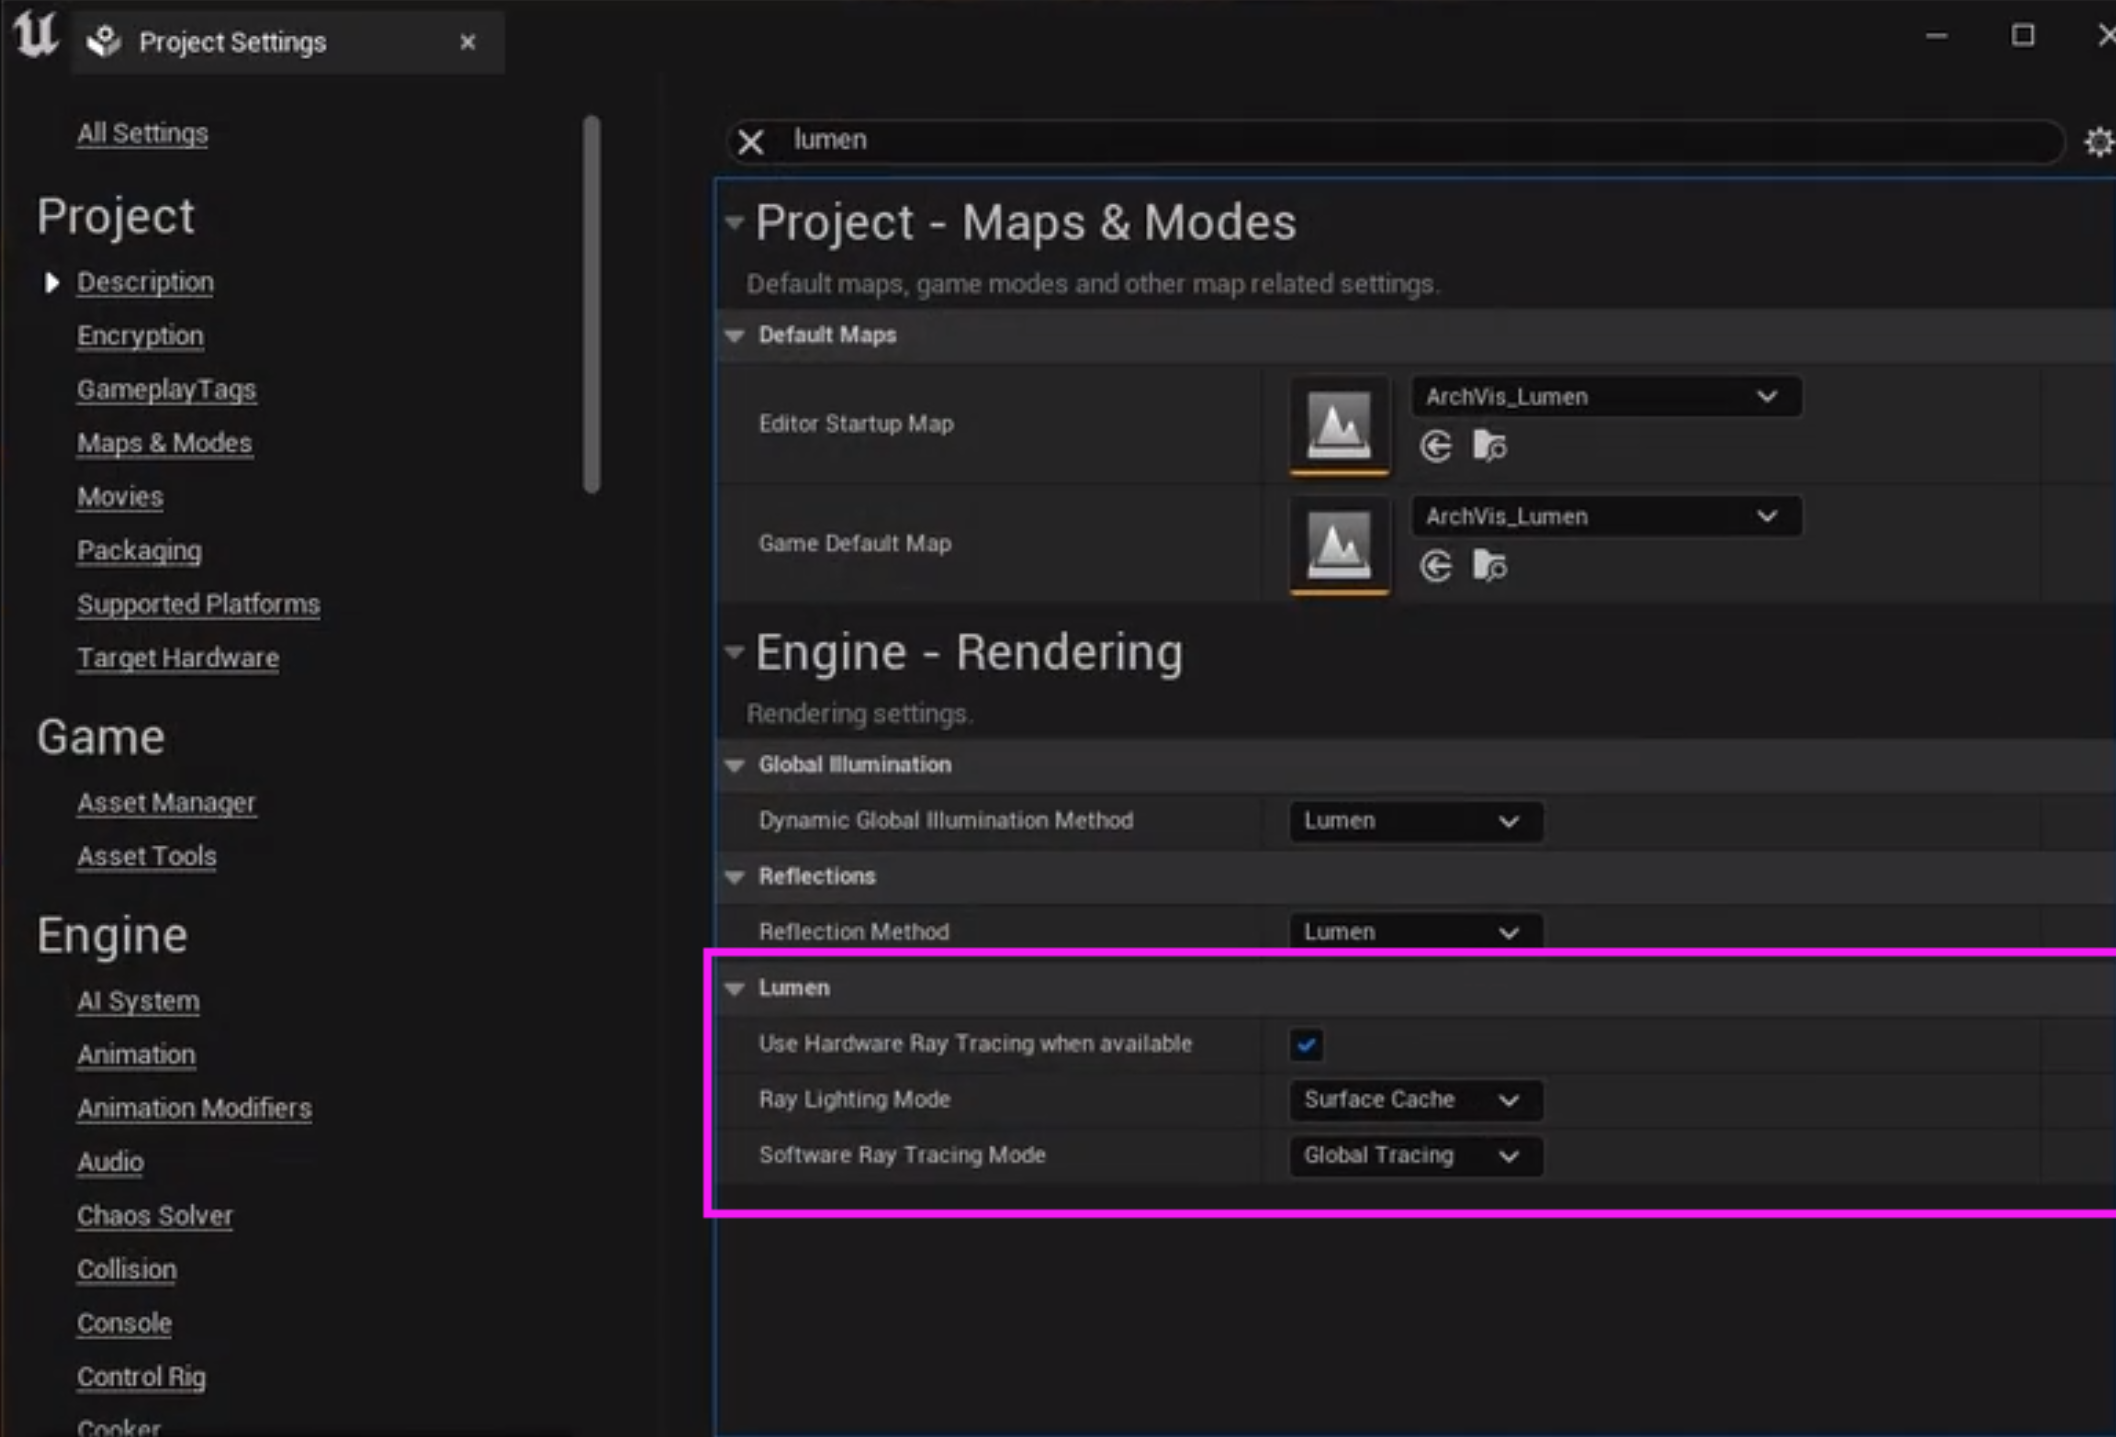 Project Settings
All Settings
Project
Description
Encryption
GameplayTags
Maps & Modes
Movies
Packaging
Supported Platforms
Target Hardware
Game
Asset Manager
Asset Tools
Engine
AI System
Animation
Animation Modifiers
Audio
Chaos Solver
Collision
Console
Control Rig
Cooker
lumen
Project - Maps & Modes
Default maps, game modes and other map related settings.
Default Maps
Editor Startup Map
ArchVis_Lumen
Game Default Map
ArchVis_Lumen
Engine - Rendering
Rendering settings.
Global Illumination
Dynamic Global Illumination Method Lumen
Reflections
Reflection Method Lumen
Lumen
Use Hardware Ray Tracing when available
Ray Lighting Mode Surface Cache
Software Ray Tracing Mode Global Tracing